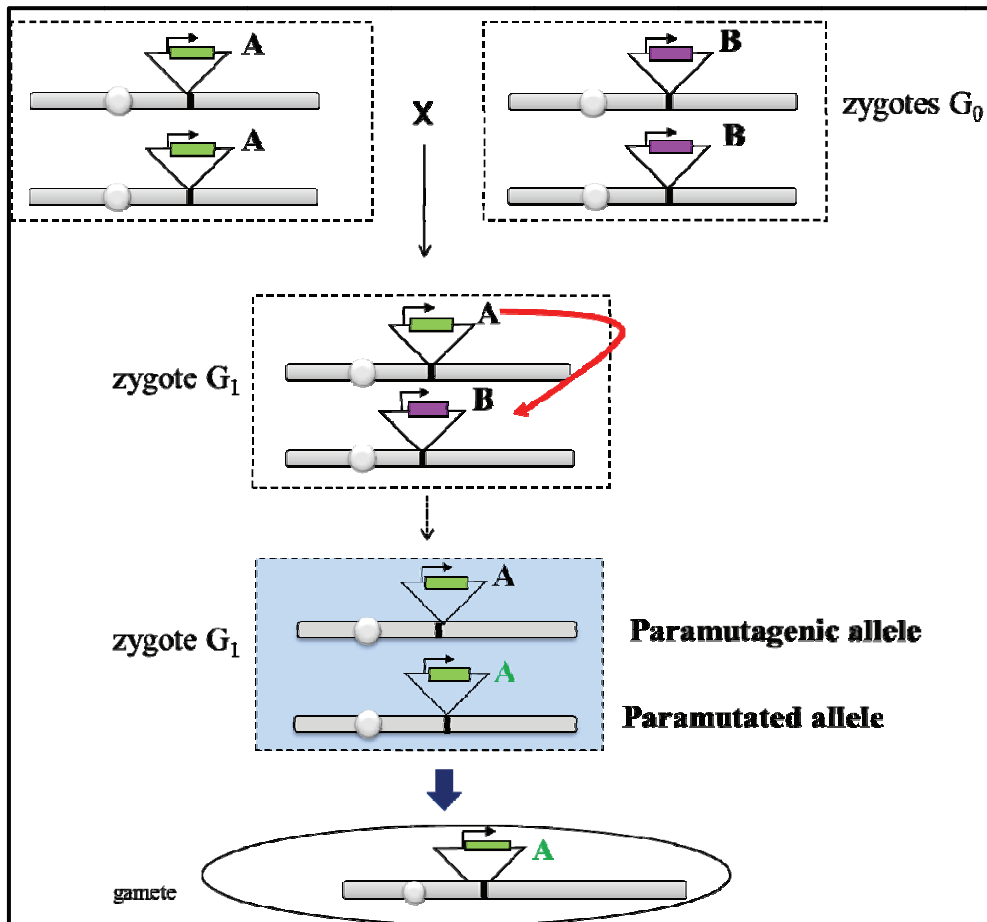 A
B
A
B
X
zygotes G₀
A
zygote G₁
B
A
zygote G₁
Paramutagenic allele
A
Paramutated allele
A
gamete